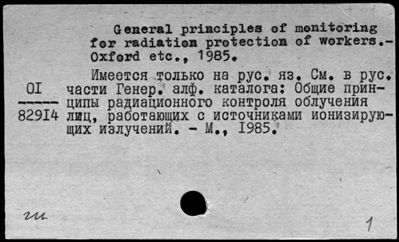 General principles of monitoring
for radiation protection of workers.-
Oxford etc., 1985.
Имеется только на рус. яз. См. в рус.
части Генер. алф. каталога: Общие прин-
ципы радиационного контроля облучения
лиц, работающих с источниками ионизирую-
щих излучений. - М., 1985.
OI
82914
1